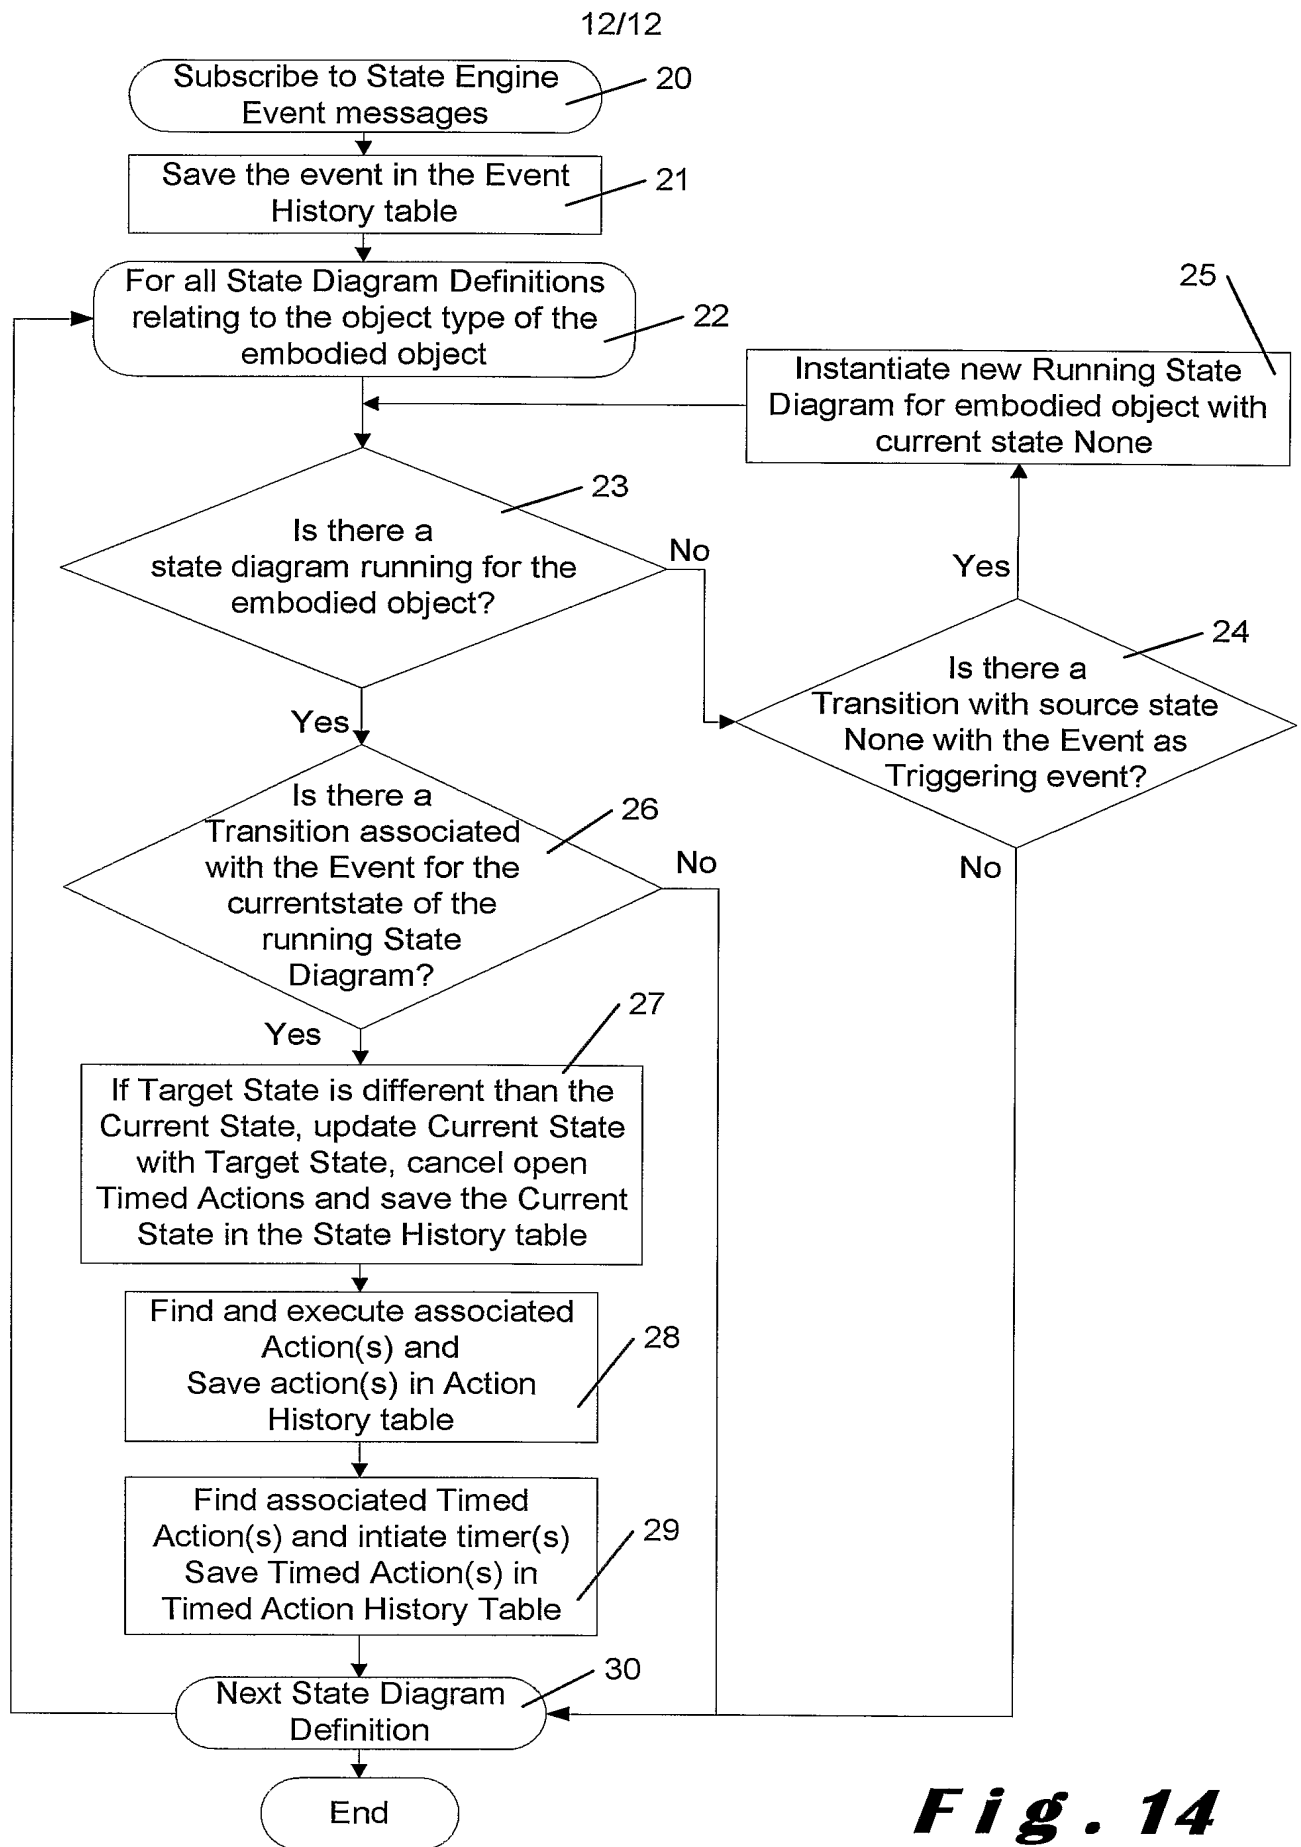 12/12
Subscribe to State Engine
Event messages
20
Save the event in the Event
History table
21
For all State Diagram Definitions
relating to the object type of the
embodied object
22
25
Instantiate new Running State
Diagram for embodied object with
current state None
23
Is there a
state diagram running for the
embodied object?
No
Yes
Yes
24
Is there a
Transition with source state
None with the Event as
Triggering event?
No
Is there a
Transition associated
with the Event for the
currentstate of the
running State
Diagram?
26
No
Yes
27
If Target State is different than the
Current State, update Current State
with Target State, cancel open
Timed Actions and save the Current
State in the State History table
Find and execute associated
Action(s) and
Save action(s) in Action
History table
28
Find associated Timed
Action(s) and intiate timer(s)
Save Timed Action(s) in
Timed Action History Table
29
Next State Diagram
Definition
30
End
Fig. 14